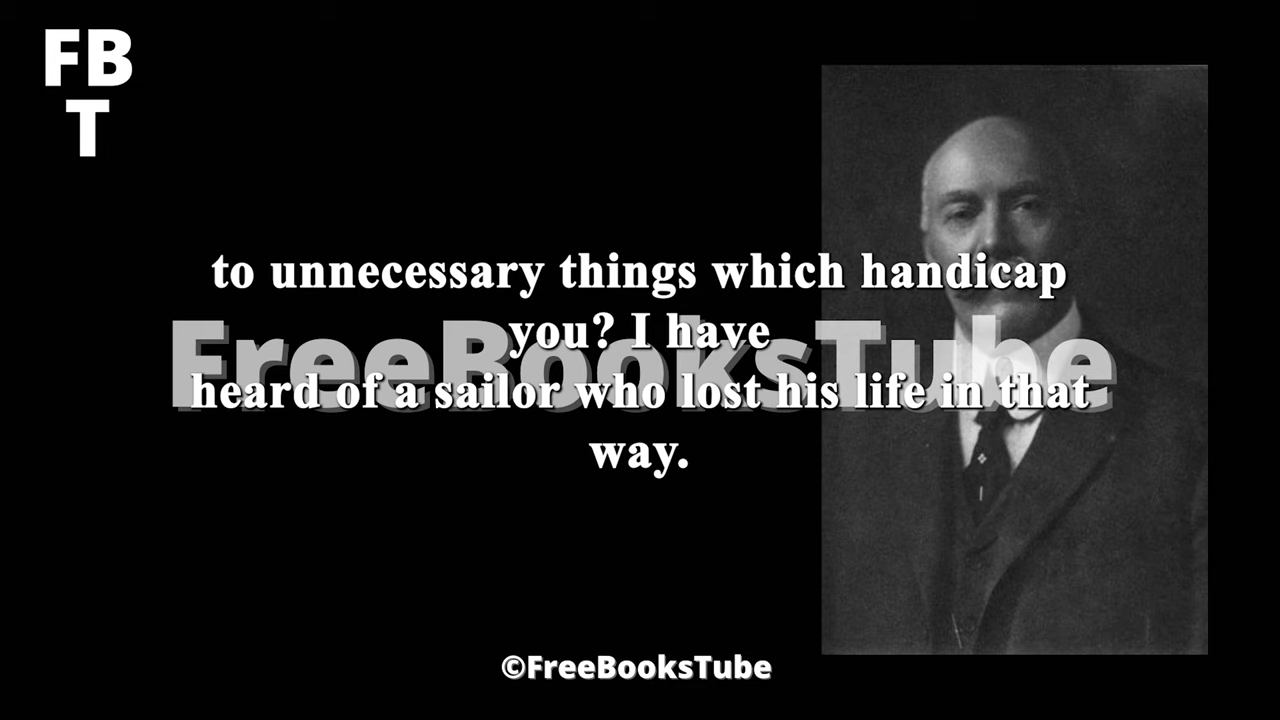 FB
T
to unnecessary things which handicap
you? I have
FreeBooksTube
heard of a sailor who lost his life in that
way.
©FreeBooksTube